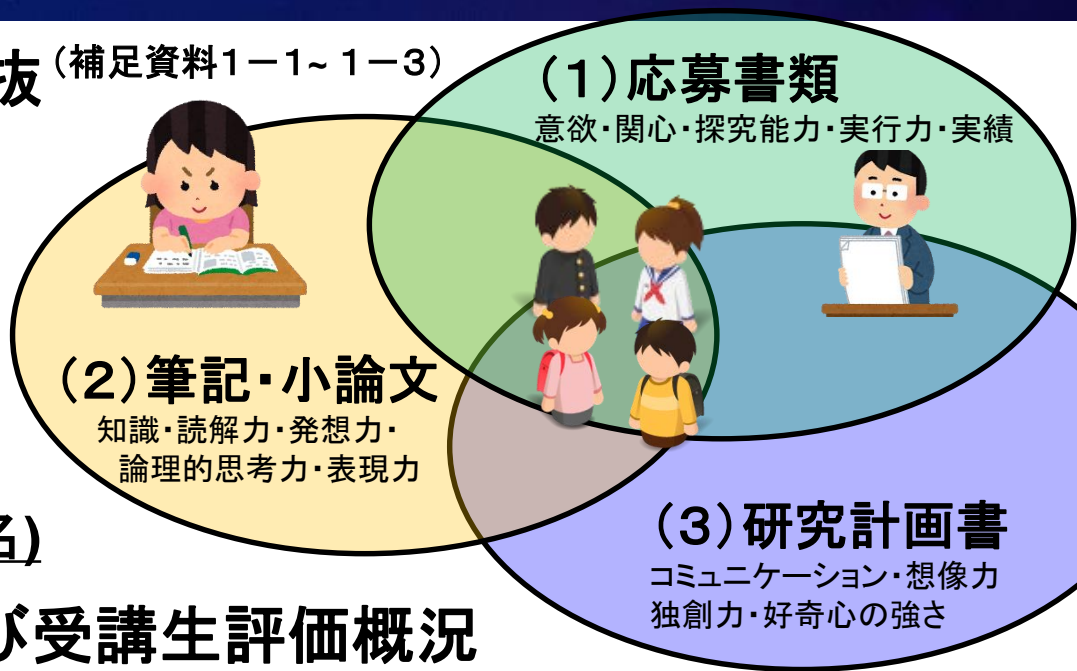 抜(補足資料1-1~ 1-3)
(1)応募書類
意欲・関心・探究能力・実行力・実績
(2)筆記・小論文
知識・読解力・発想力・
論理的思考力・表現力
(3)研究計画書
コミュニケーション・想像力
独創力・好奇心の強さ
名)
び受講生評価概況